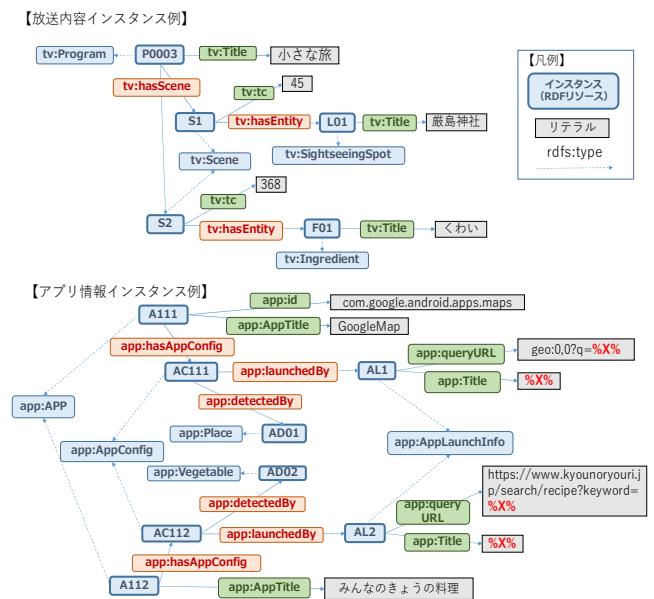 【放送内容インスタンス例】
tv:Program
P0003
tv:Title
小さな旅
tv:hasScene
tv:tc
45
S1
tv:hasEntity
L01
tv:Title
厳島神社
tv:Scene
tv:SightseeingSpot
368
tv:tc
S2
tv:hasEntity
F01
tv:Title
くわい
tv:Ingredient
【凡例】
インスタンス
(RDFリソース)
リテラル
rdfs:type
【アプリ情報インスタンス例】
A111
app:id
com.google.android.apps.maps
app:AppTitle
GoogleMap
app:hasAppConfig
AC111
app:launchedBy
AL1
app:queryURL
geo:0,0?q=%X%
app:Title
%X%
app:detectedBy
app:APP
app:Place
AD01
app:AppConfig
app:AppLaunchInfo
app:Vegetable
AD02
app:detectedBy
app:query
URL
https://www.kyounoryouri.j
p/search/recipe?keyword=
%X%
AC112
app:launchedBy
AL2
app:Title
%X%
app:hasAppConfig
A112
app:AppTitle
みんなのきょうの料理